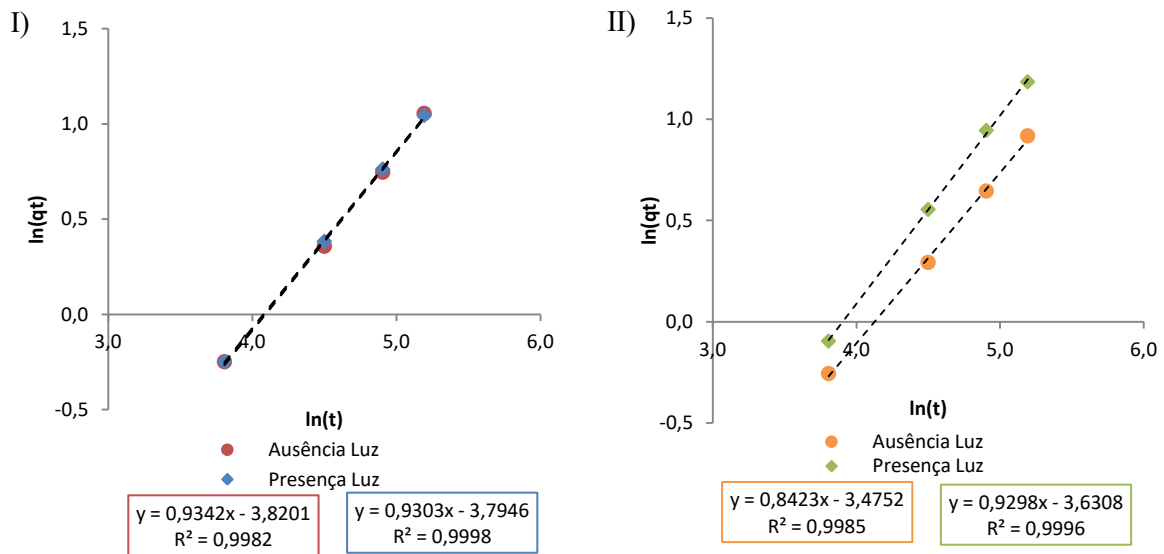 I)
1,5
1,0
0,5
0,0
-0,5
3,0 4,0 5,0 6,0
ln(qt)
ln(t)
Ausência Luz
Presença Luz
y = 0,9342x - 3,8201
R² = 0,9982
y = 0,9303x - 3,7946
R² = 0,9998
II)
1,5
1,0
0,5
0,0
-0,5
3,0 4,0 5,0 6,0
ln(qt)
ln(t)
Ausência Luz
Presença Luz
y = 0,8423x - 3,4752
R² = 0,9985
y = 0,9298x - 3,6308
R² = 0,9996